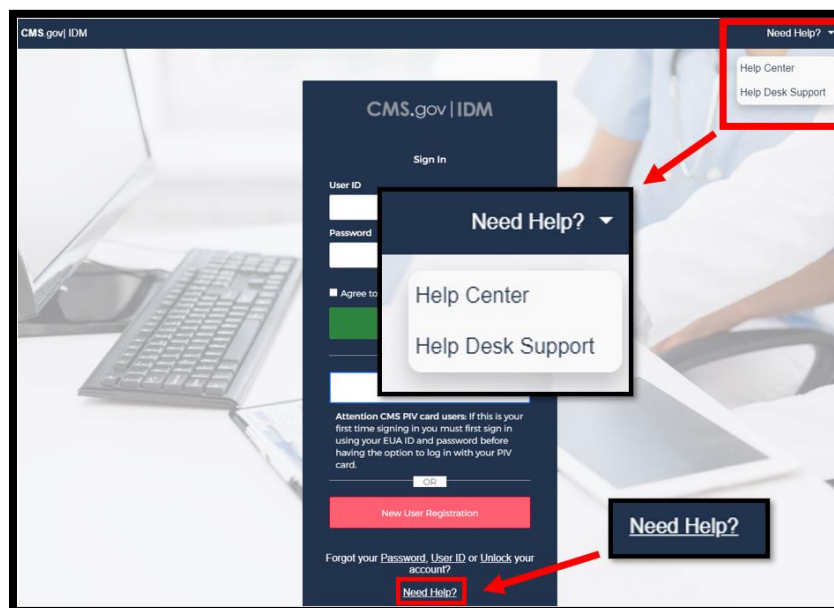 CMS.gov| IDM
Need Help?
Help Center
Help Desk Support
CMS.gov|IDM
Sign In
User ID
Password
Agree to
Need Help?
Help Center
Help Desk Support
Attention CMS PIV card users: If this is your
first time signing in you must first sign in
using your EUA ID and password before
having the option to log in with your PIV
card.
OR
New User Registration
Need Help?
Forgot your Password, User ID or Unlock your
account?
Need Help?